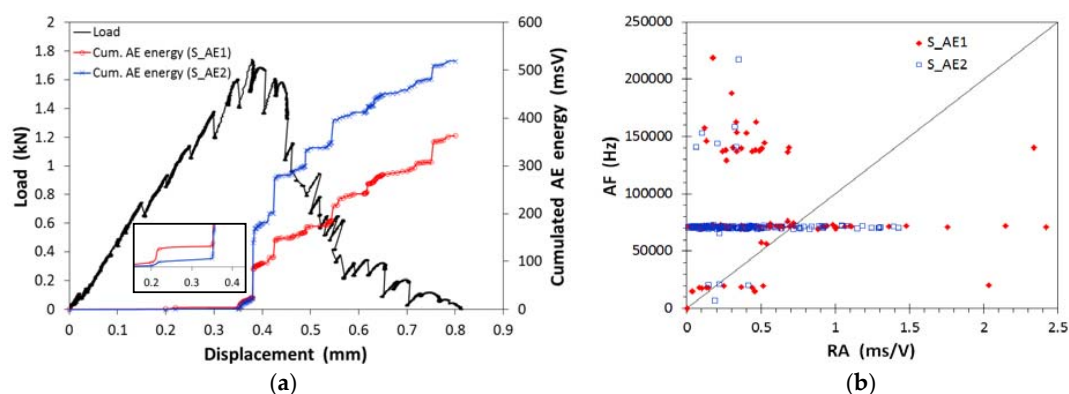 2
1.8
1.6
1.4
1.2
1
0.8
0.6
0.4
0.2
0
Load (kN)
Load
Cum. AE energy (S_AE1)
Cum. AE energy (S_AE2)
0.2 0.3 0.4
600
500
400
300
200
100
0
Cumulated AE energy (msV)
0 0.1 0.2 0.3 0.4 0.5 0.6 0.7 0.8 0.9
Displacement (mm)
(a)
250000
200000
150000
100000
50000
0
AF (Hz)
S_AE1
S_AE2
0 0.5 1 1.5 2 2.5
RA (ms/V)
(b)